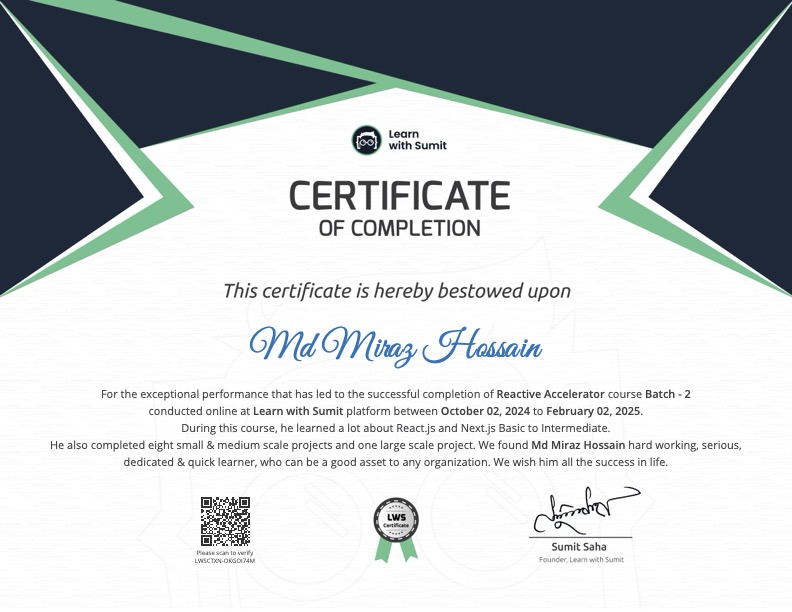 Learn
with Sumit
CERTIFICATE
OF COMPLETION
This certificate is hereby bestowed upon
Md Miraz Hossain
For the exceptional performance that has led to the successful completion of Reactive Accelerator course Batch - 2
conducted online at Learn with Sumit platform between October 02, 2024 to February 02, 2025.
During this course, he learned a lot about React.js and Next.js Basic to Intermediate.
He also completed eight small & medium scale projects and one large scale project. We found Md Miraz Hossain hard working, serious,
dedicated & quick learner, who can be a good asset to any organization. We wish him all the success in life.
Please scan to verify
LWSCTXN-OKGOI74M
LWS
Certificate
Sumit Saha
Founder, Learn with Sumit